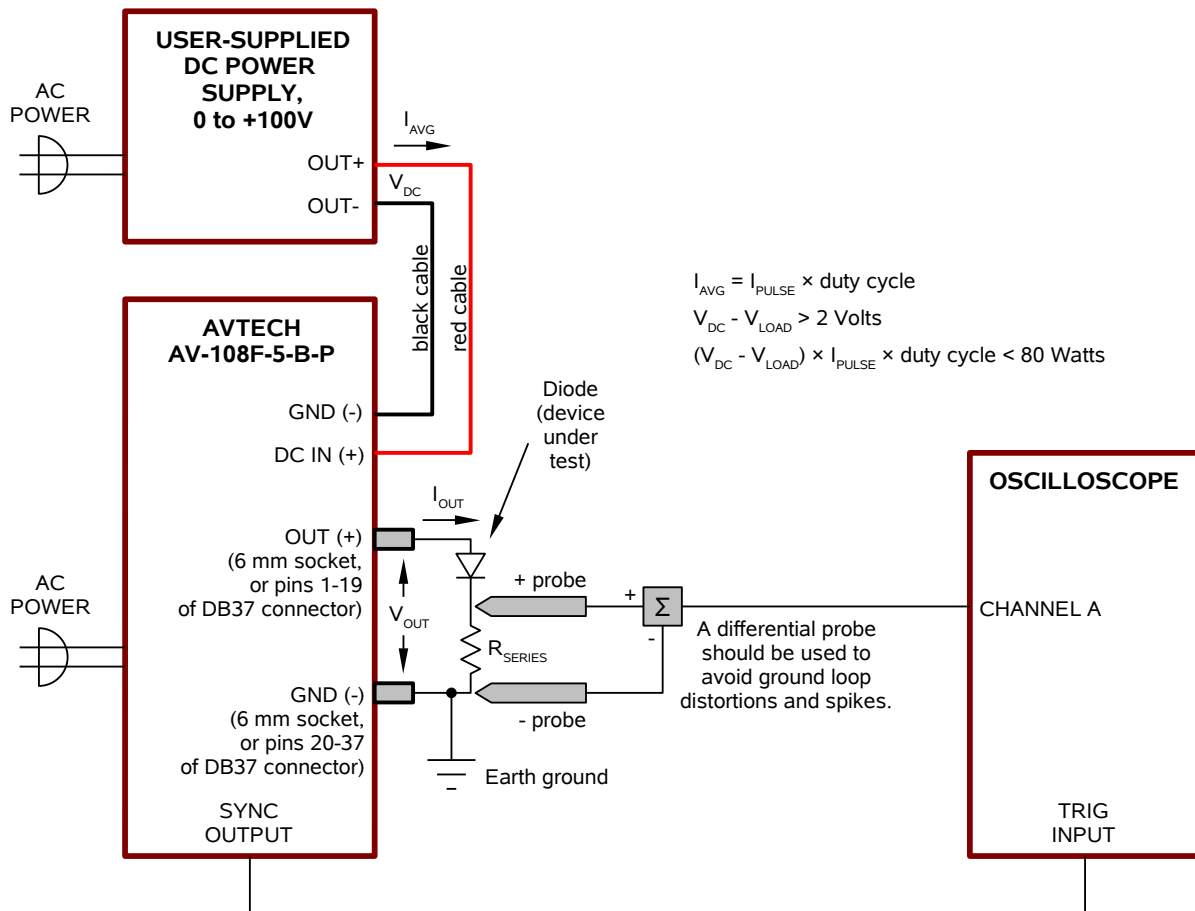 USER-SUPPLIED
DC POWER
SUPPLY,
0 to +100V
AC
POWER
I_AVG
OUT+
V_DC
OUT-
black cable
red cable
I_AVG = I_PULSE × duty cycle
V_DC - V_LOAD > 2 Volts
(V_DC - V_LOAD) × I_PULSE × duty cycle < 80 Watts
AVTECH
AV-108F-5-B-P
GND (-)
DC IN (+)
Diode
(device
under
test)
OSCILLOSCOPE
I_OUT
OUT (+)
(6 mm socket,
or pins 1-19
of DB37 connector)
AC
POWER
V_OUT
+ probe
+
Σ
-
CHANNEL A
R_SERIES
A differential probe
should be used to
avoid ground loop
distortions and spikes.
GND (-)
(6 mm socket,
or pins 20-37
of DB37 connector)
- probe
Earth ground
SYNC
OUTPUT
TRIG
INPUT